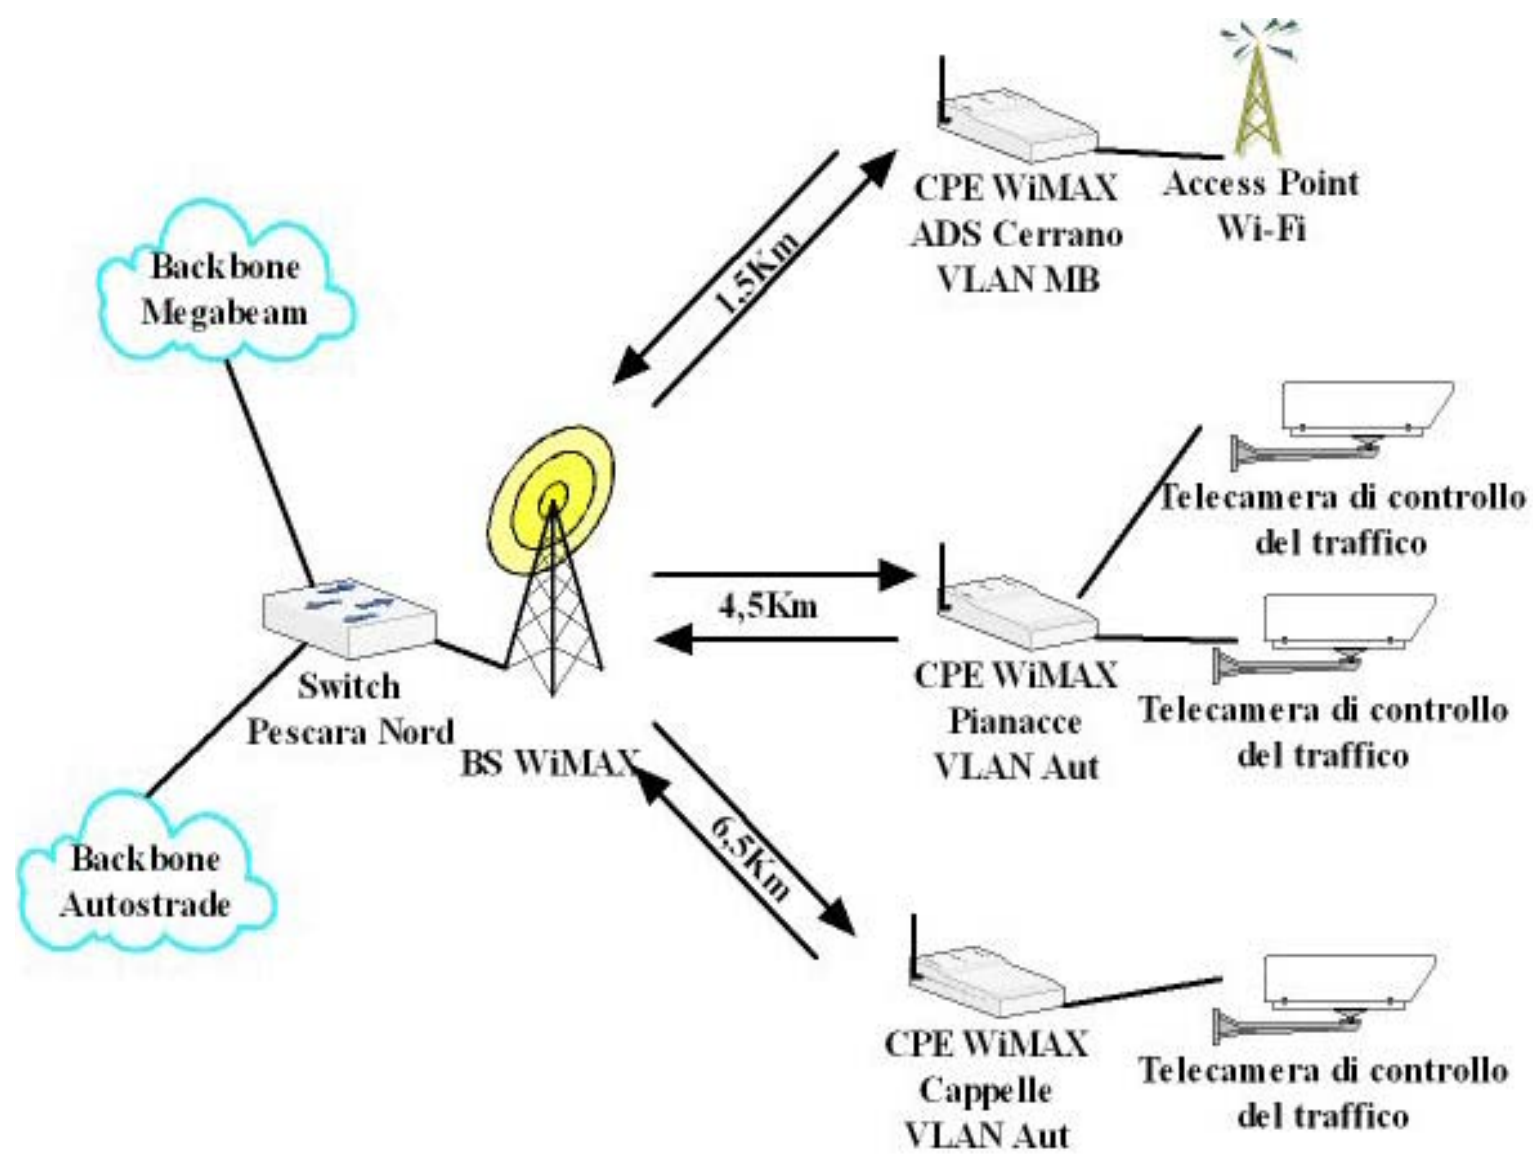 CPE WiMAX
ADS Cerrano
VLAN MB
Access Point
Wi-Fi
Backbone
Megabeam
1,5Km
Telecamera di controllo
del traffico
4,5Km
Switch
Pescara Nord
BS WiMAX
CPE WiMAX
Pianacce
VLAN Aut
Telecamera di controllo
del traffico
6,5Km
Backbone
Autostrade
CPE WiMAX
Cappelle
VLAN Aut
Telecamera di controllo
del traffico